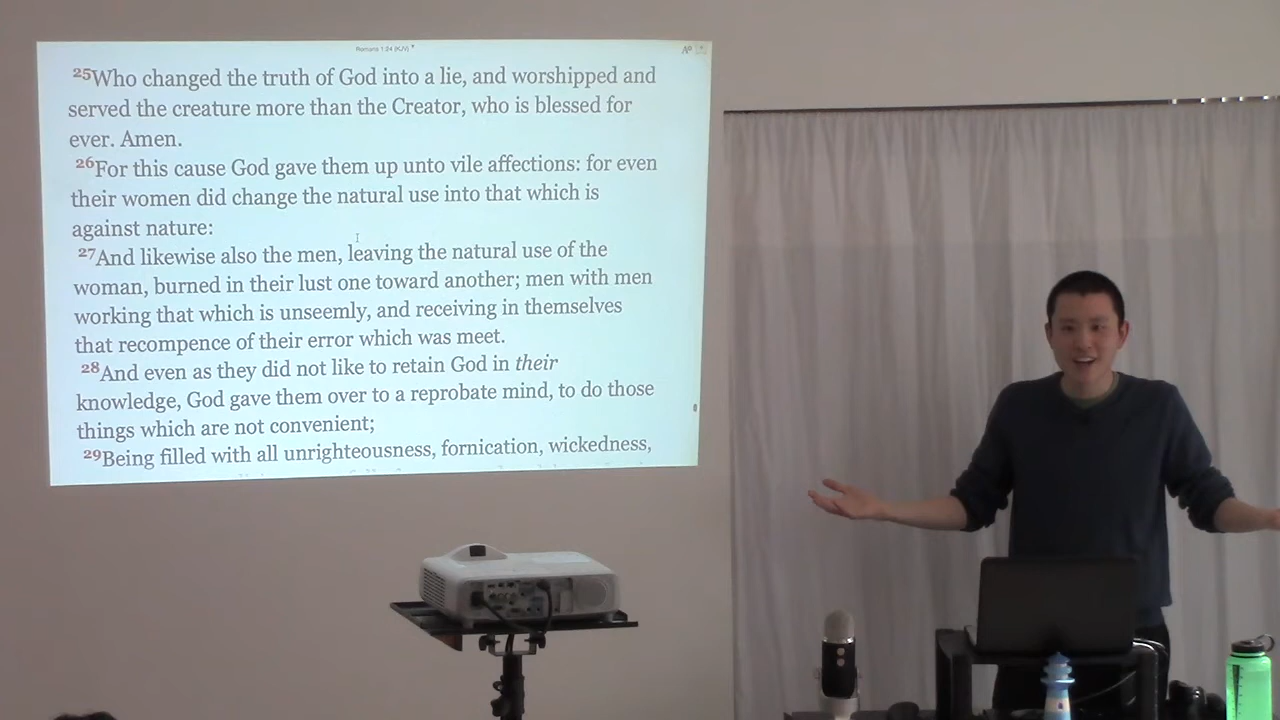 Romans 1:24 (KJV)
25Who changed the truth of God into a lie, and worshipped and
served the creature more than the Creator, who is blessed for
ever. Amen.
26For this cause God gave them up unto vile affections: for even
their women did change the natural use into that which is
against nature:
27And likewise also the men, leaving the natural use of the
woman, burned in their lust one toward another; men with men
working that which is unseemly, and receiving in themselves
that recompence of their error which was meet.
28And even as they did not like to retain God in their
knowledge, God gave them over to a reprobate mind, to do those
things which are not convenient;
29Being filled with all unrighteousness, fornication, wickedness,